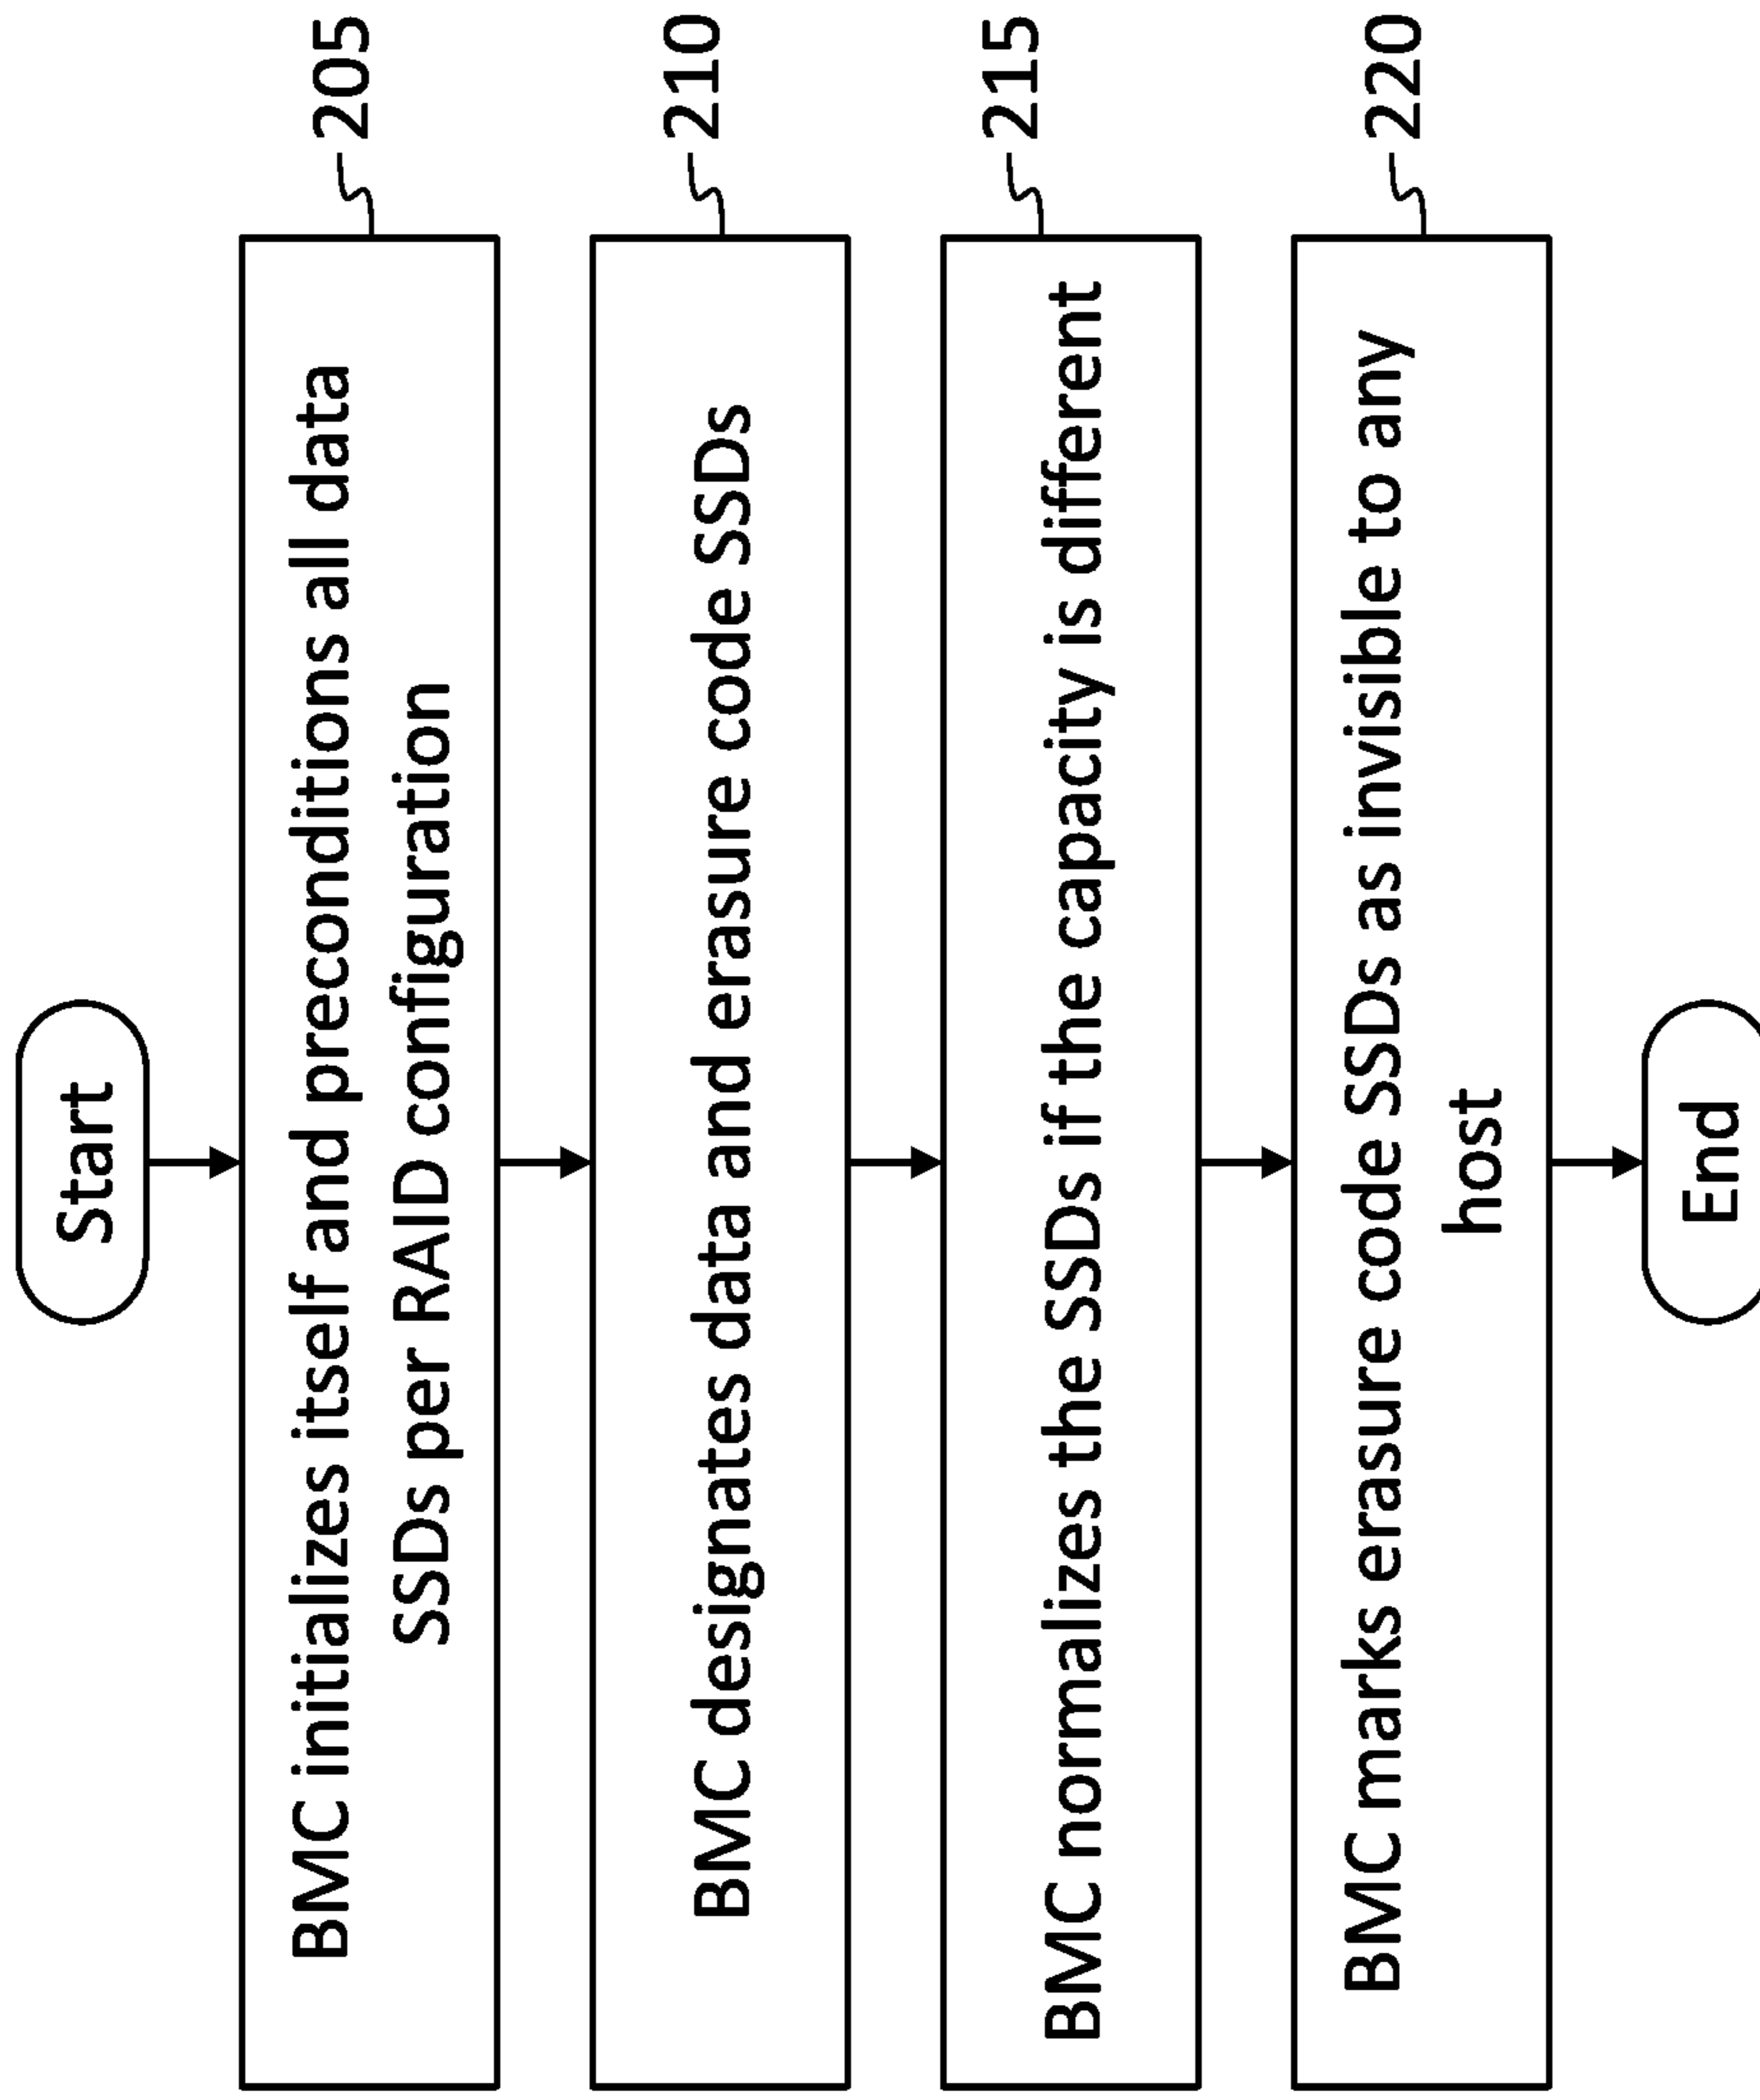 Start
BMC initializes itself and preconditions all data
SSDs per RAID configuration
205
BMC designates data and erasure code SSDs
210
BMC normalizes the SSDs if the capacity is different
215
BMC marks erasure code SSDs as invisible to any
host
220
End